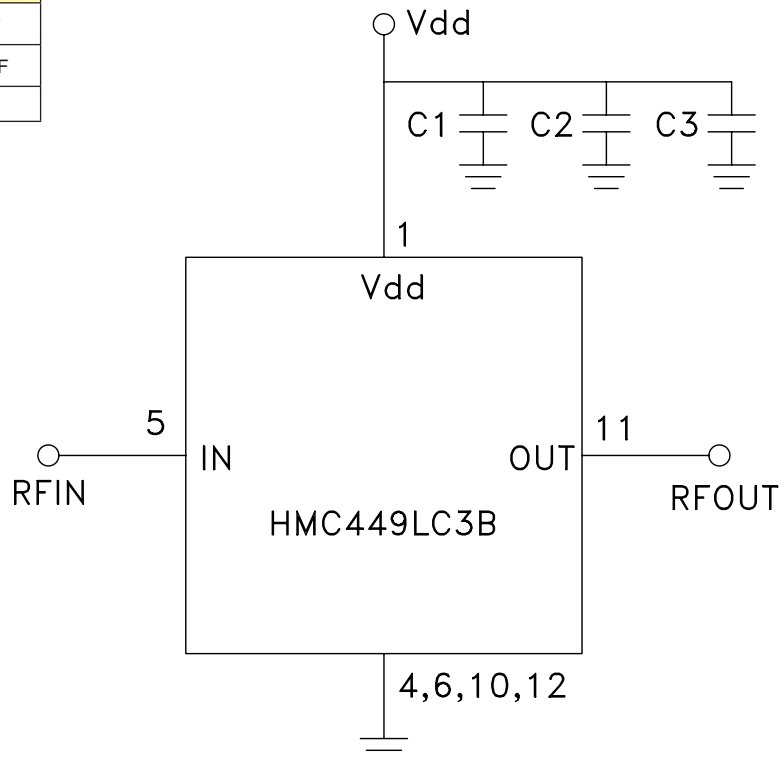 F
Vdd
C1 C2 C3
1
Vdd
5
11
IN
OUT
RFIN
RFOUT
HMC449LC3B
4,6,10,12